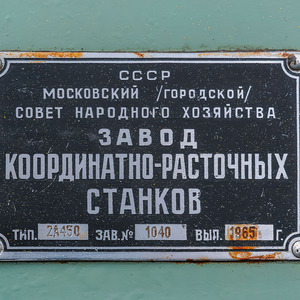 СССР
МОСКОВСКИЙ /ГОРОДСКОЙ/
СОВЕТ НАРОДНОГО ХОЗЯЙСТВА
ЗАВОД
КООРДИНАТНО-РАСТОЧНЫХ
СТАНКОВ
ТИП. 2А450 ЗАВ.№ 1040 ВЫП. 1965 Г.